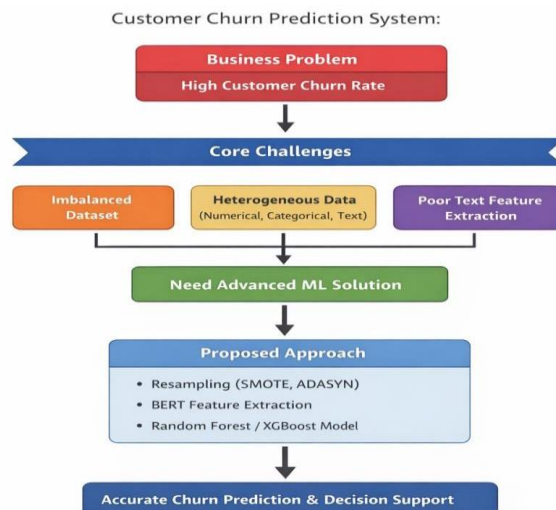 Customer Churn Prediction System:
Business Problem
High Customer Churn Rate
Core Challenges
Imbalanced
Dataset
Heterogeneous Data
(Numerical, Categorical, Text)
Poor Text Feature
Extraction
Need Advanced ML Solution
Proposed Approach
• Resampling (SMOTE, ADASYN)
• BERT Feature Extraction
• Random Forest / XGBoost Model
Accurate Churn Prediction & Decision Support